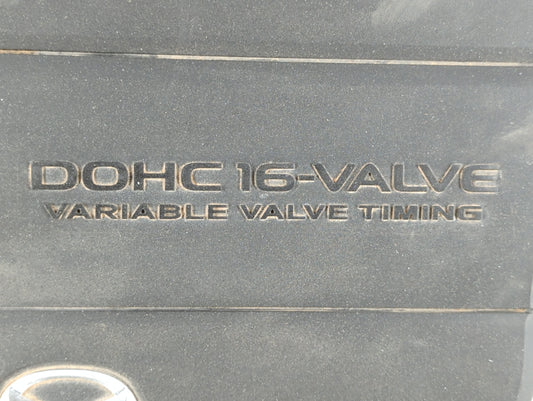 DOHC 16-VALVE
VARIABLE VALVE TIMING